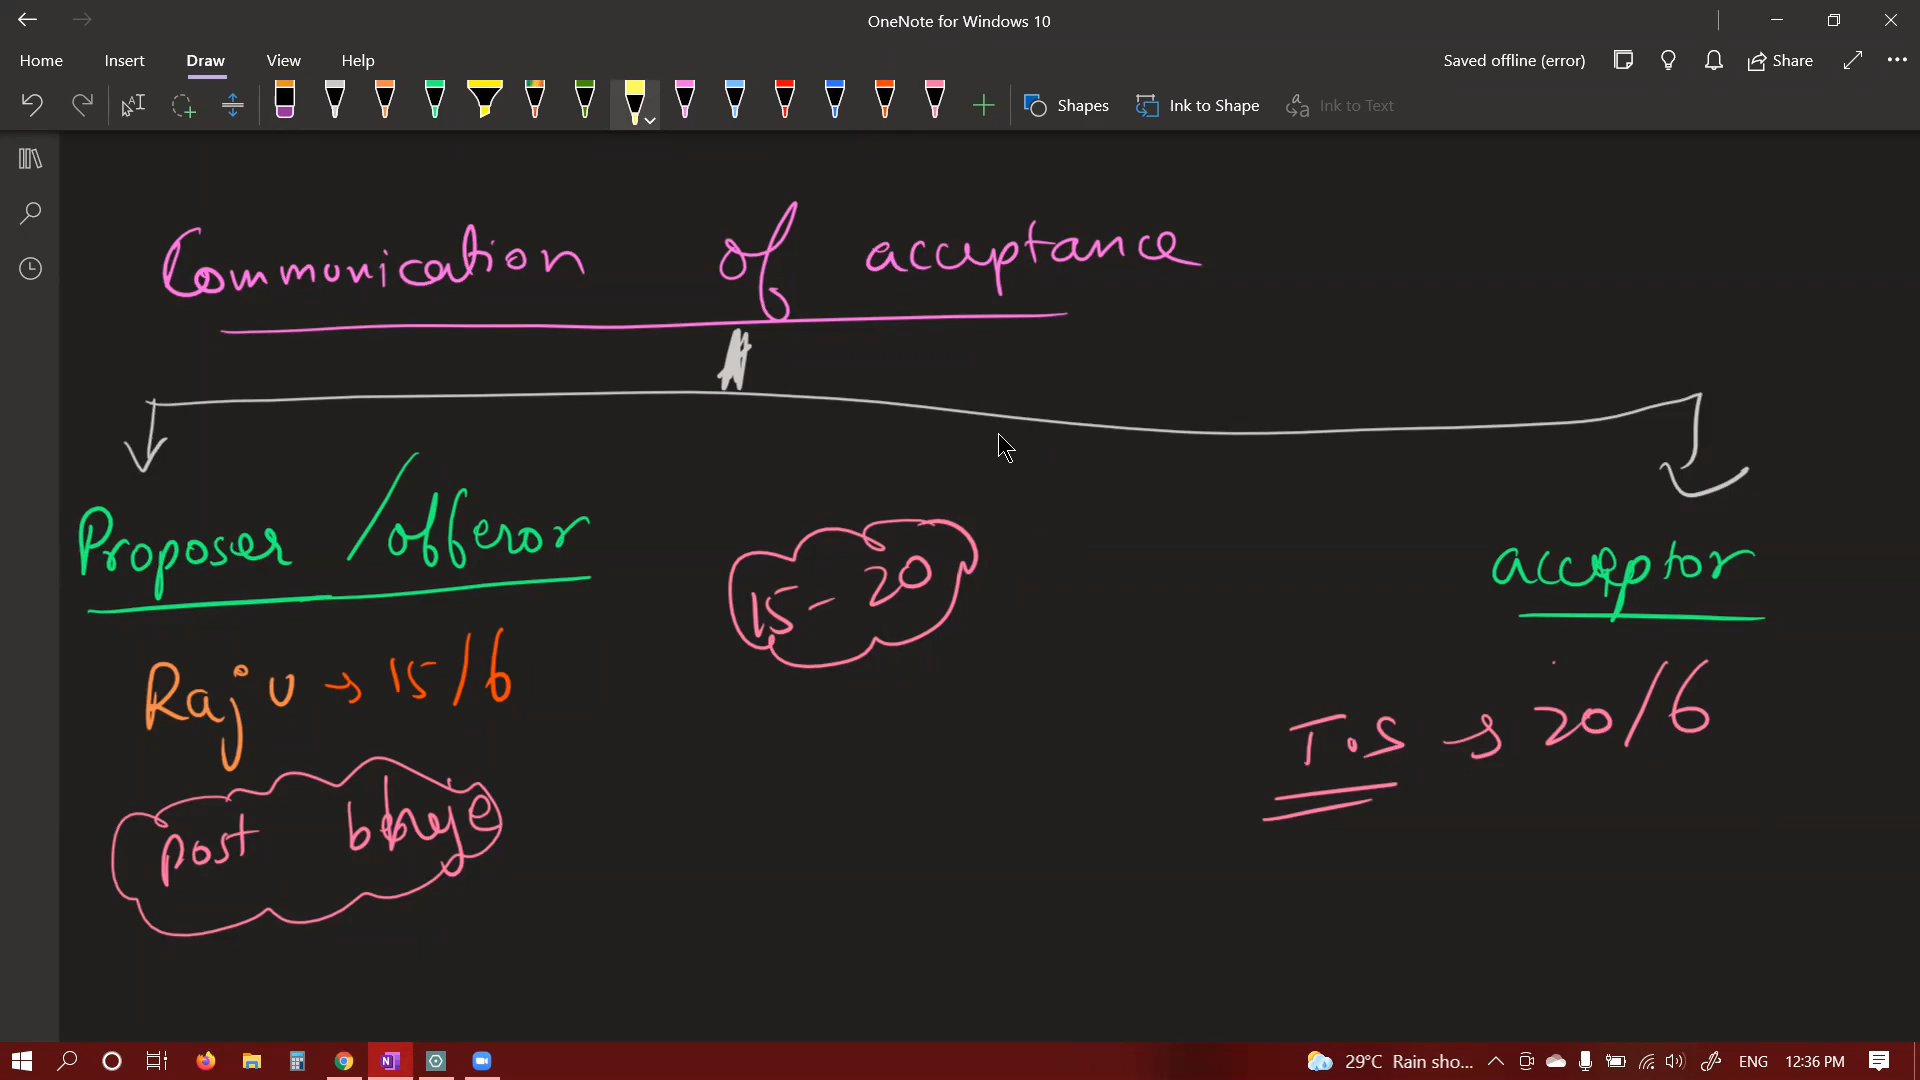 OneNote for Windows 10
Home Insert Draw View Help
Saved offline (error) Share
Shapes Ink to Shape Ink to Text
Communication of acceptance
Proposer /offeror
acceptor
15- 20
Raju → 15/6
T.S → 20/6
post
29°C Rain sho... ENG 12:36 PM